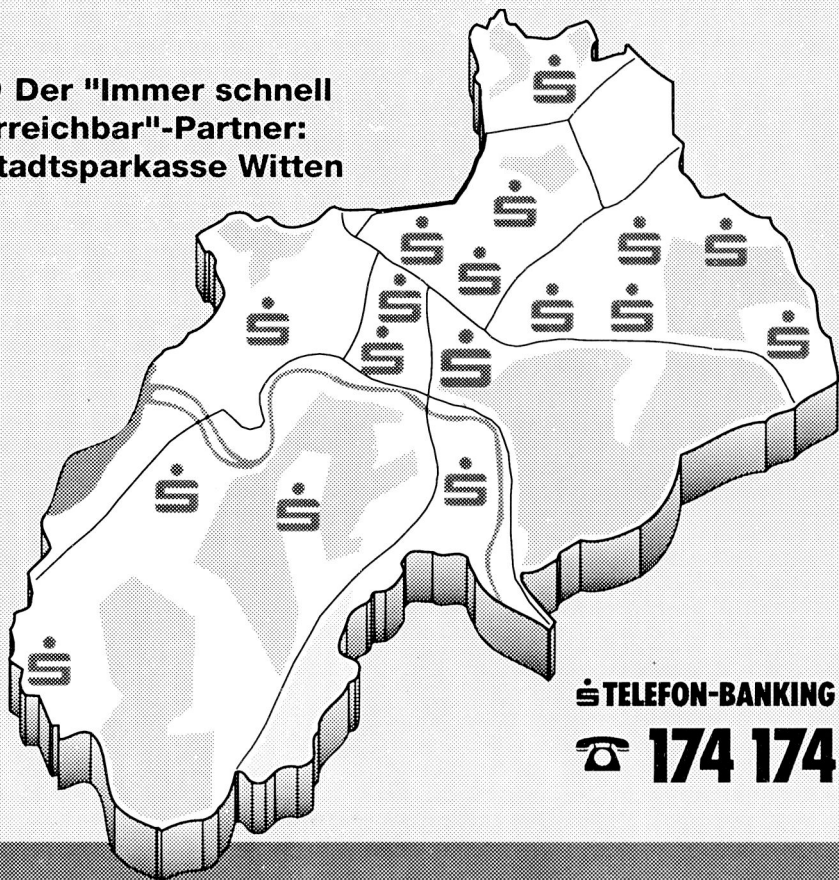 Der "Immer schnell
rreichbar"-Partner:
tadtsparkasse Witten
TELEFON-BANKING
174 174